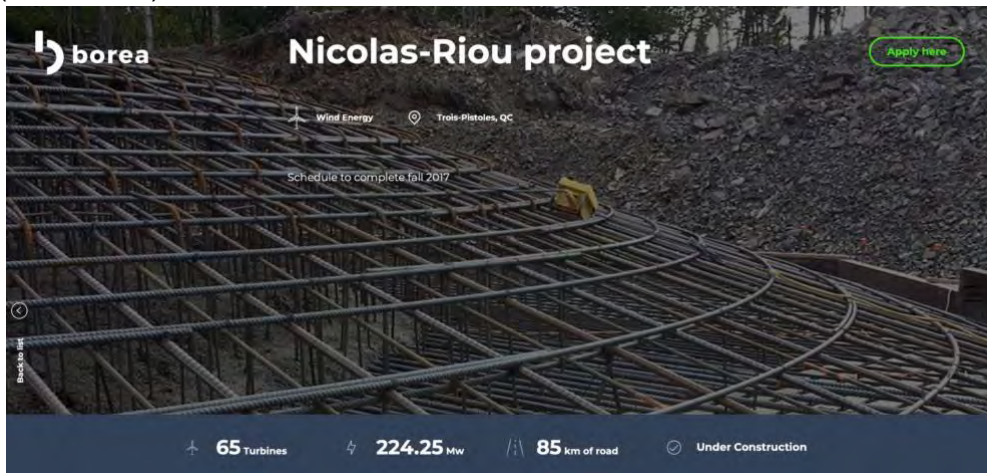 borea
Nicolas-Riou project
Apply here
Wind Energy
Trois-Pistoles, QC
Schedule to complete fall 2017
Back to list
65 Turbines
224.25 Mw
85 km of road
Under Construction